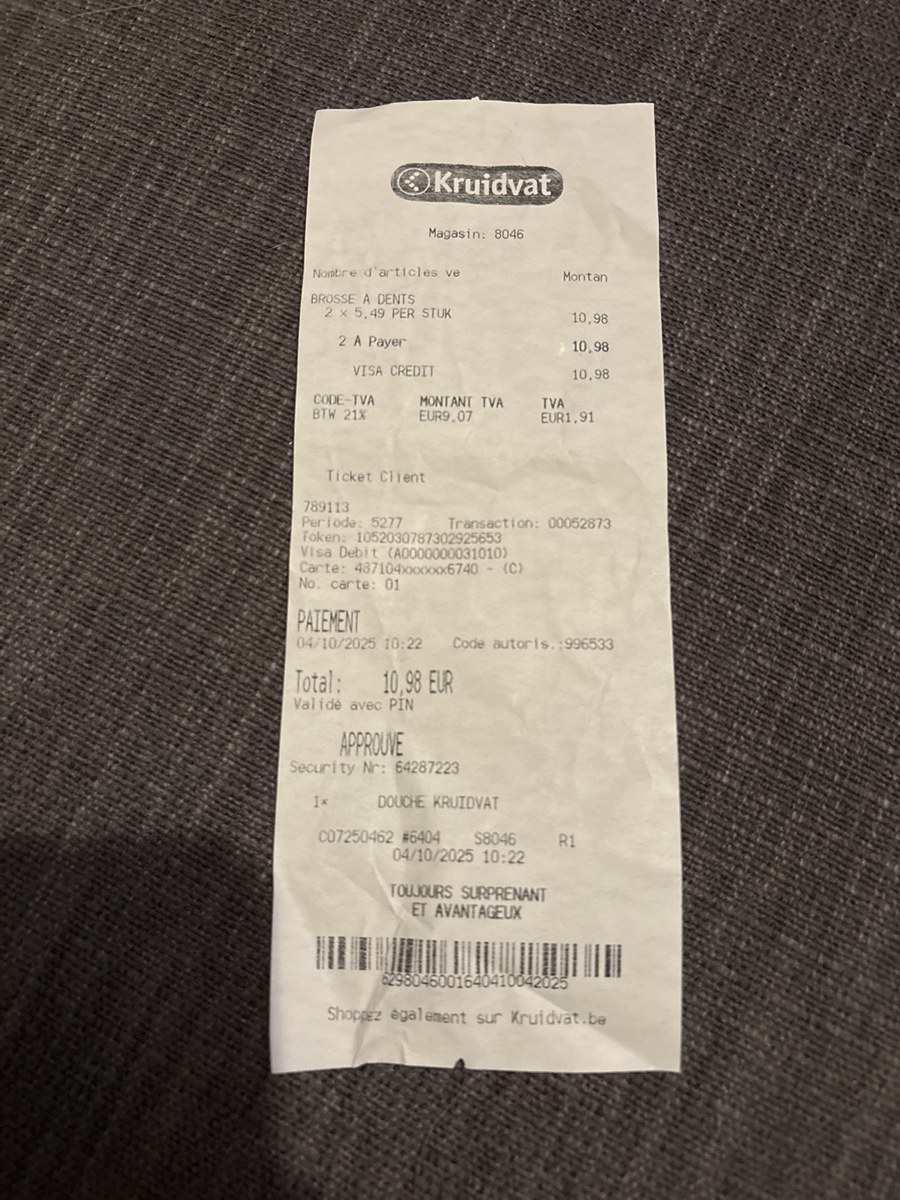 Kruidvat
Magasin: 8046
Nombre d'articles ve Montan
BROSSE A DENTS
2 x 5,49 PER STUK 10,98
2 A Payer 10,98
VISA CREDIT 10,98
CODE-TVA MONTANT TVA TVA
BTW 21% EUR9,07 EUR1,91
Ticket Client
789113
Periode: 5277 Transaction: 00052873
Token: 1052030787302925653
Visa Debit (A0000000031010)
Carte: 487104xxxxxx6740 - (C)
No. carte: 01
PAIEMENT
04/10/2025 10:22 Code autoris.:996533
Total: 10,98 EUR
Validé avec PIN
APPROUVE
Security Nr: 64287223
1x DOUCHE KRUIDVAT
C07250462 #6404 S8046 R1
04/10/2025 10:22
TOUJOURS SURPRENANT
ET AVANTAGEUX
6298046001640410042025
Shoppez également sur Kruidvat.be